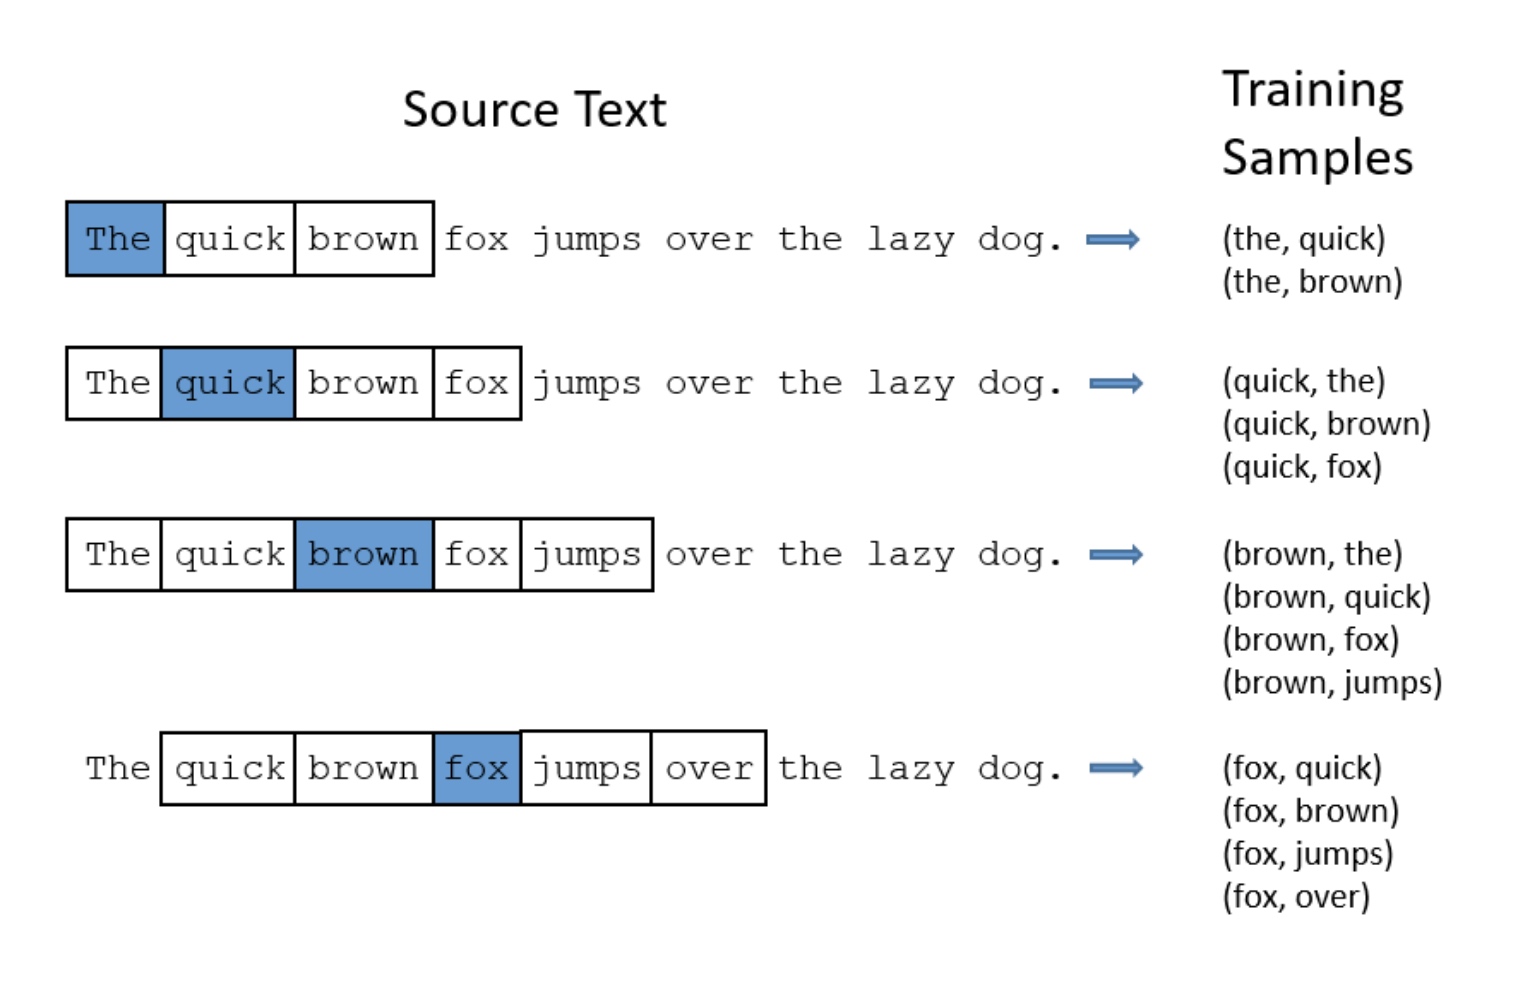 Source Text
Training
Samples
The quick brown fox jumps over the lazy dog.
(the, quick)
(the, brown)
The quick brown fox jumps over the lazy dog.
(quick, the)
(quick, brown)
(quick, fox)
The quick brown fox jumps over the lazy dog.
(brown, the)
(brown, quick)
(brown, fox)
(brown, jumps)
The quick brown fox jumps over the lazy dog.
(fox, quick)
(fox, brown)
(fox, jumps)
(fox, over)